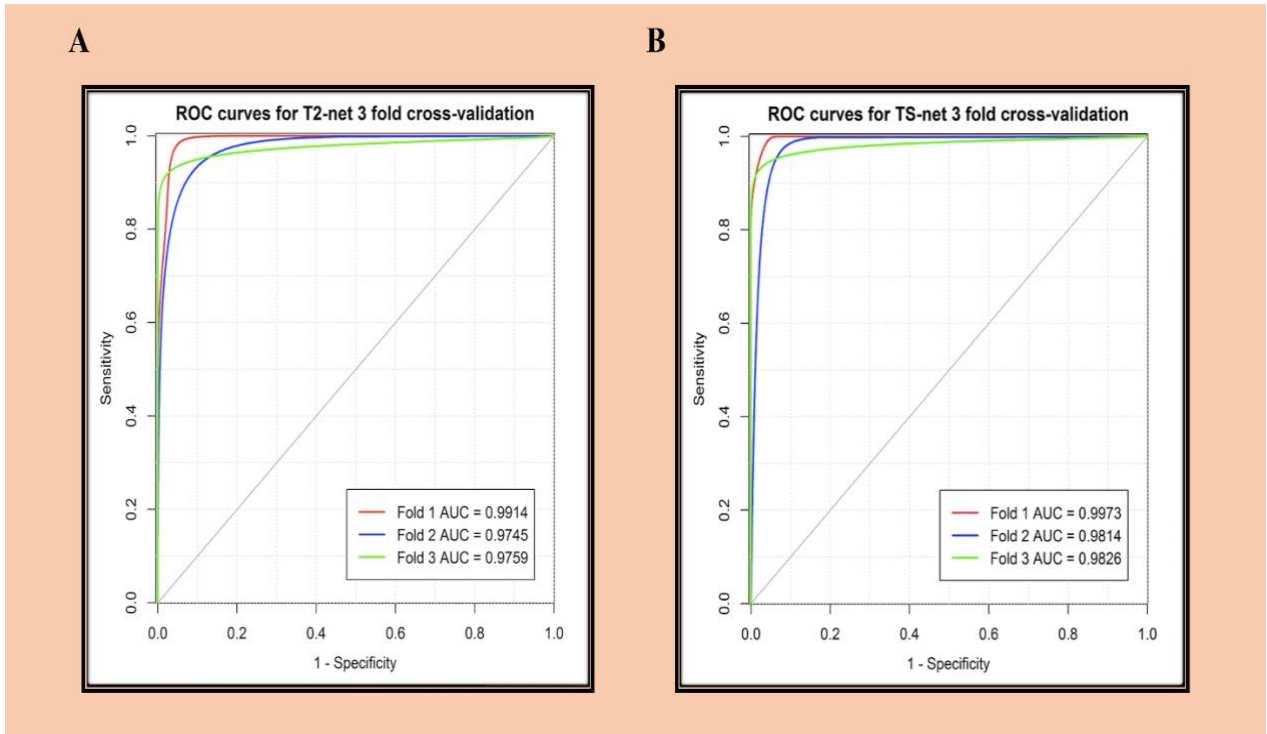 A
B
ROC curves for T2-net 3 fold cross-validation
1.0
0.8
0.6
0.4
0.2
0.0
Sensitivity
Fold 1 AUC = 0.9914
Fold 2 AUC = 0.9745
Fold 3 AUC = 0.9759
0.0 0.2 0.4 0.6 0.8 1.0
1 - Specificity
ROC curves for TS-net 3 fold cross-validation
1.0
0.8
0.6
0.4
0.2
0.0
Sensitivity
Fold 1 AUC = 0.9973
Fold 2 AUC = 0.9814
Fold 3 AUC = 0.9826
0.0 0.2 0.4 0.6 0.8 1.0
1 - Specificity